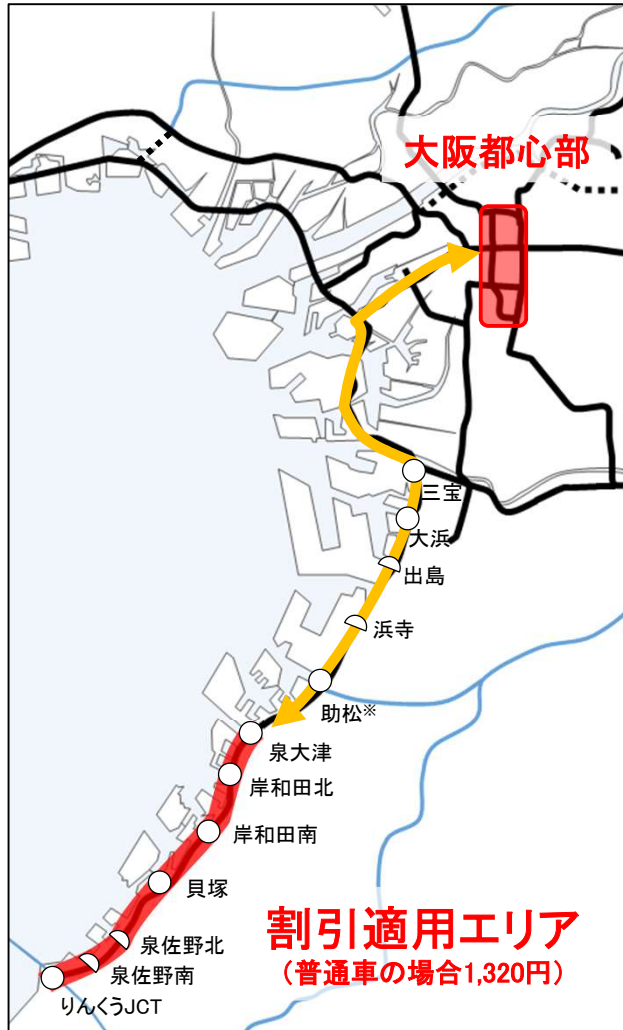 大阪都心部
三宝
大浜
出島
浜寺
助松※
泉大津
岸和田北
岸和田南
貝塚
泉佐野北
泉佐野南
りんくうJCT
割引適用エリア
(普通車の場合1,320円)